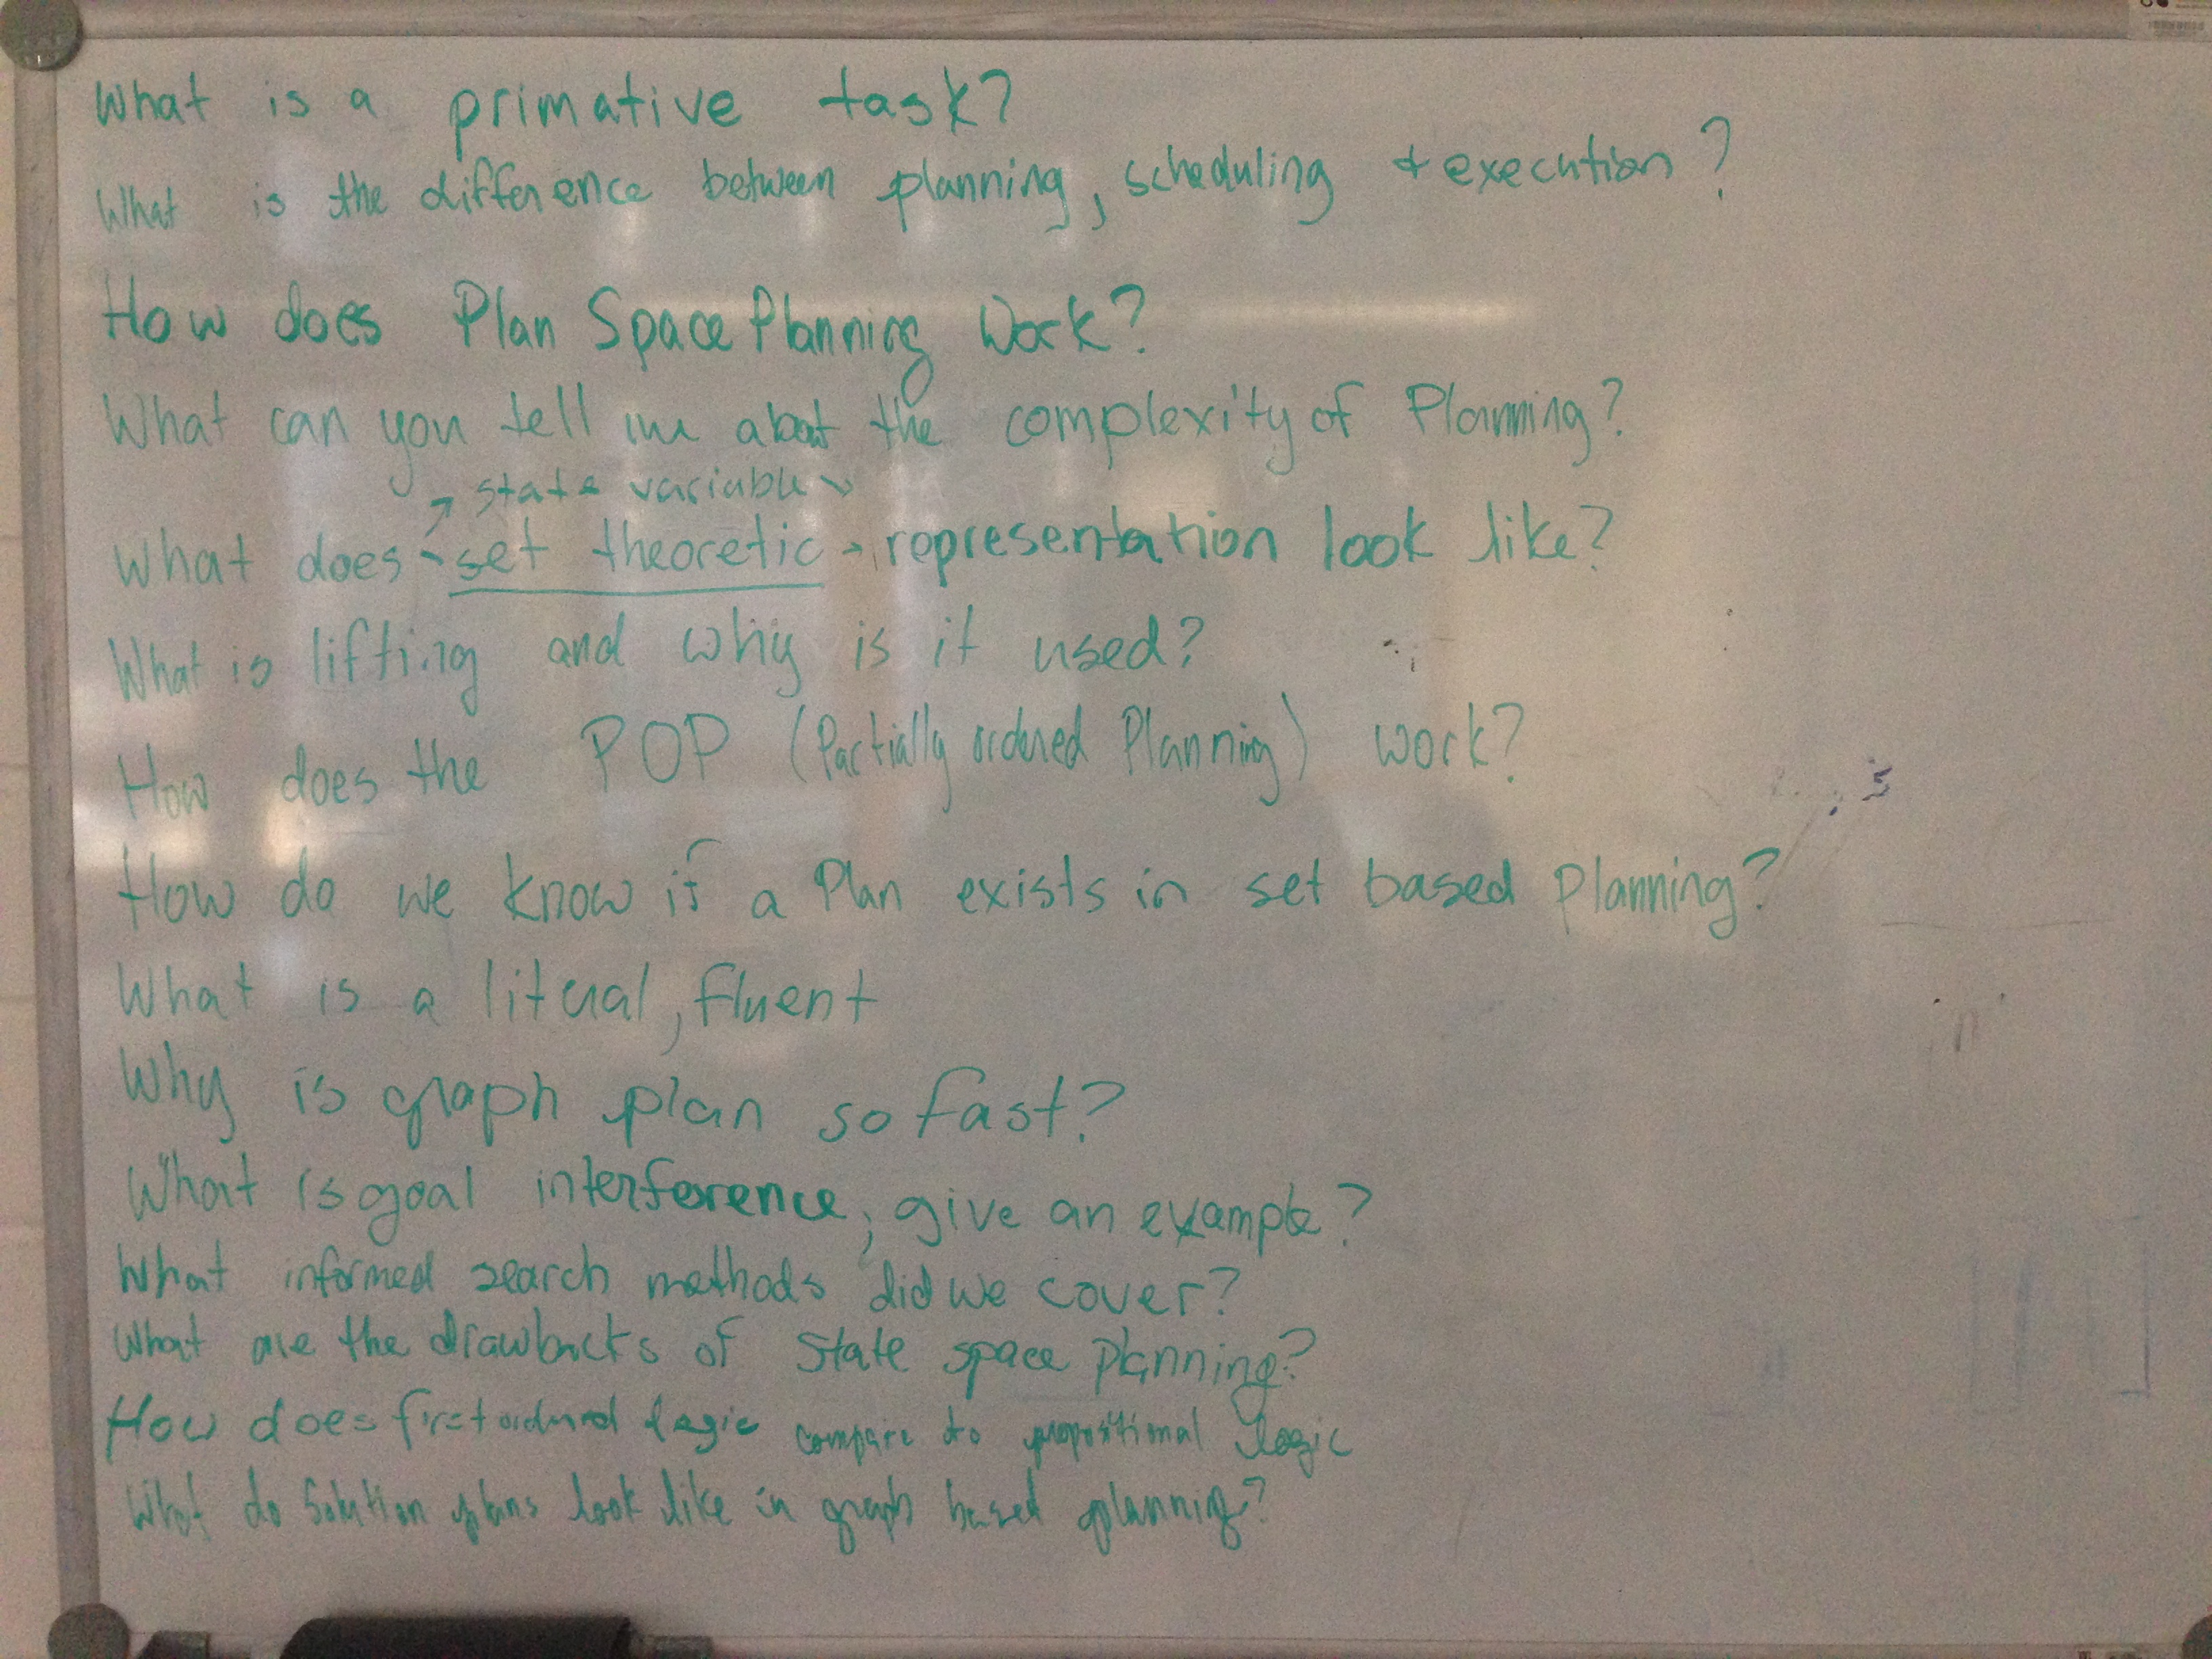 What is a primative task?
What is the difference between planning, scheduling + execution?
How does Plan Space Planning Work?
What can you tell me about the complexity of Planning?
state variable
What does set theoretic representation look like?
What is lifting and why is it used?
How does the POP (Partially ordered Planning) work?
How do we know if a Plan exists in set based Planning?
What is a litual, fluent
Why is graph plan so fast?
What is goal interference, give an example?
What informed search methods did we cover?
What are the drawbacks of State space planning?
How does first ordered logic compare to propositional logic
What do Solution plans look like in graph based planning?